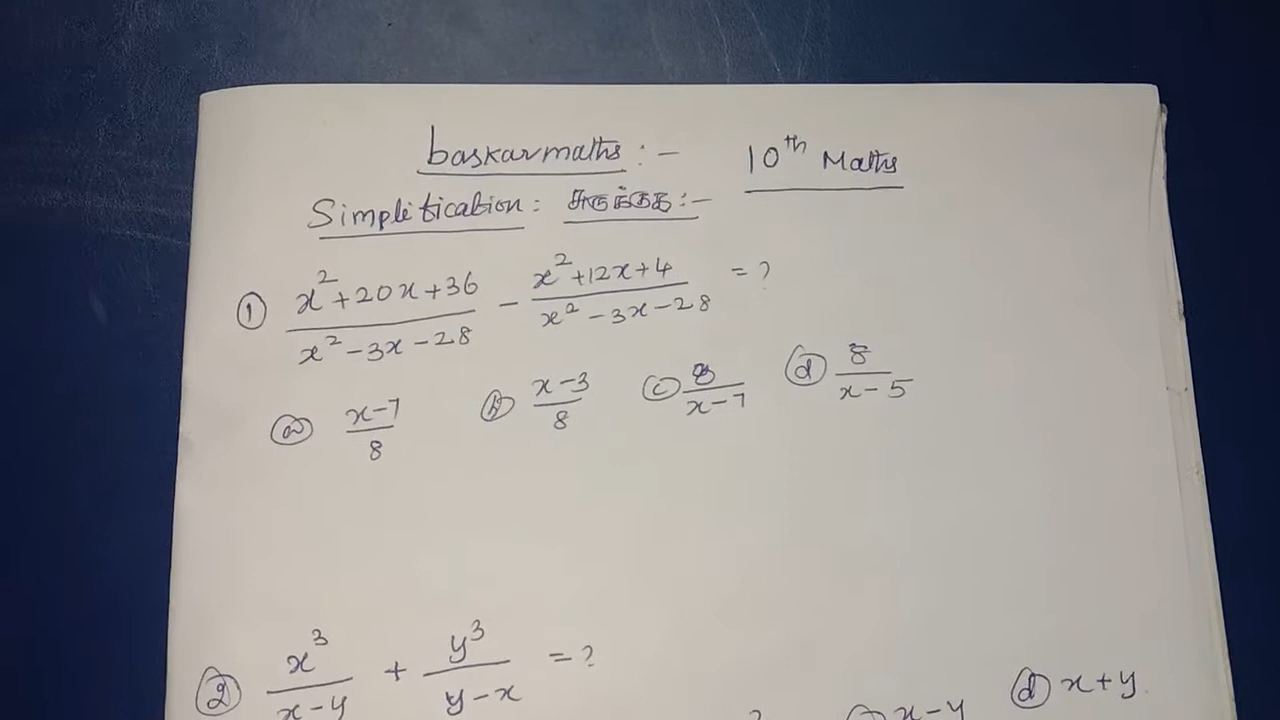 baskarmaths :- 10th Maths
Simplification: சுருக்குக :-
① (x²+20x+36)/(x²-3x-28) - (x²+12x+4)/(x²-3x-28) = ?
ⓐ (x-7)/8 ⓑ (x-3)/8 ⓒ 8/(x-7) ⓓ 8/(x-5)
② x³/(x-y) + y³/(y-x) = ?
x-y ⓓ x+y